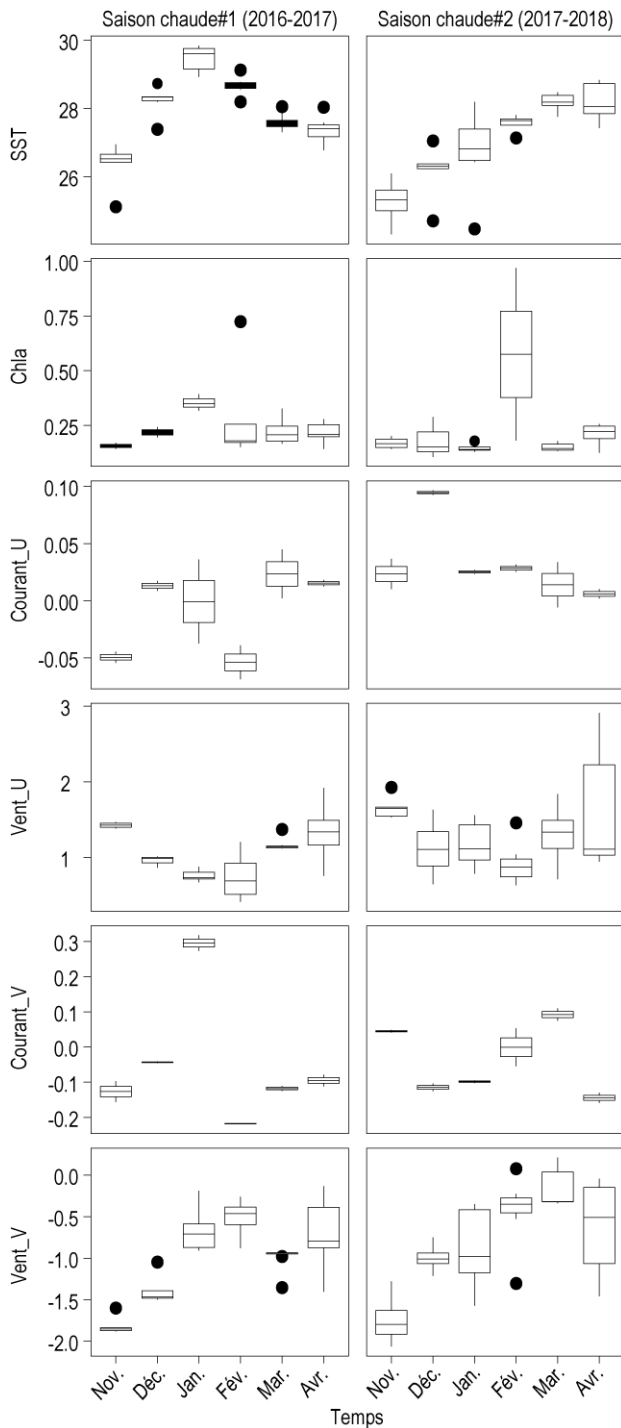 Saison chaude#1 (2016-2017) Saison chaude#2 (2017-2018)
30
28
26
SST
1.00
0.75
0.50
0.25
Chla
0.10
0.05
0.00
-0.05
Courant_U
3
2
1
Vent_U
0.3
0.2
0.1
0.0
-0.1
-0.2
Courant_V
0.0
-0.5
-1.0
-1.5
-2.0
Vent_V
Nov. Déc. Jan. Fév. Mar. Avr. Nov. Déc. Jan. Fév. Mar. Avr.
Temps